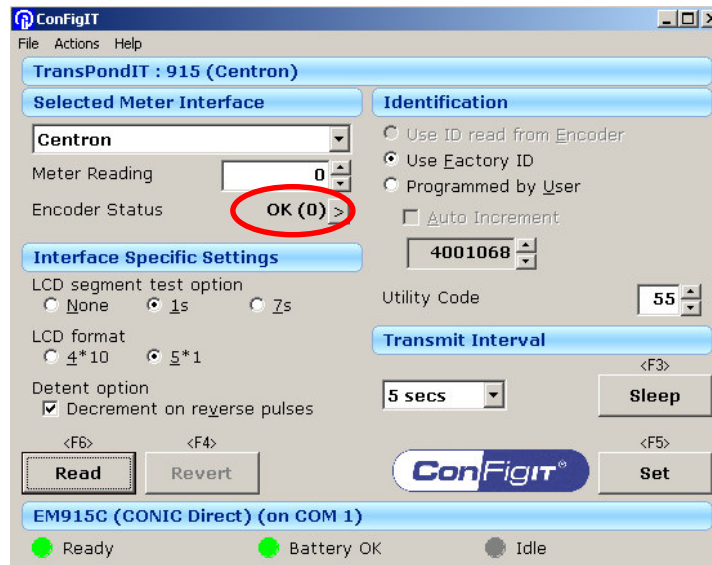 ConFigIT
File Actions Help
TransPondIT : 915 (Centron)
Selected Meter Interface
Centron
Meter Reading 0
Encoder Status OK (0) >
Interface Specific Settings
LCD segment test option
None 1s 7s
LCD format
4*10 5*1
Detent option
Decrement on reverse pulses
<F6> <F4>
Read Revert
Identification
Use ID read from Encoder
Use Factory ID
Programmed by User
Auto Increment
4001068
Utility Code 55
Transmit Interval
<F3>
5 secs Sleep
<F5>
ConFigIT® Set
EM915C (CONIC Direct) (on COM 1)
Ready Battery OK Idle